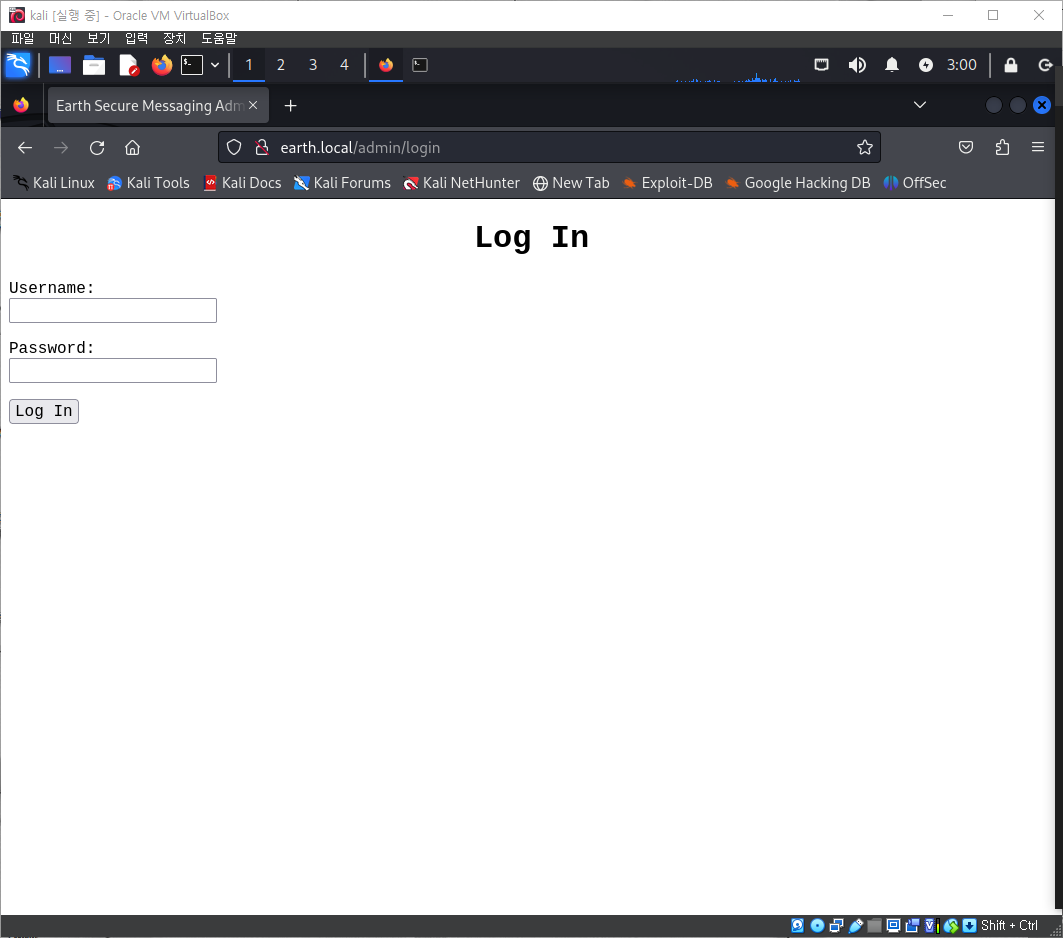 kali [실행 중] - Oracle VM VirtualBox
파일 머신 보기 입력 장치 도움말
1 2 3 4 3:00
Earth Secure Messaging Adm
earth.local/admin/login
Kali Linux Kali Tools Kali Docs Kali Forums Kali NetHunter New Tab Exploit-DB Google Hacking DB OffSec
Log In
Username:
Password:
Log In
Shift + Ctrl